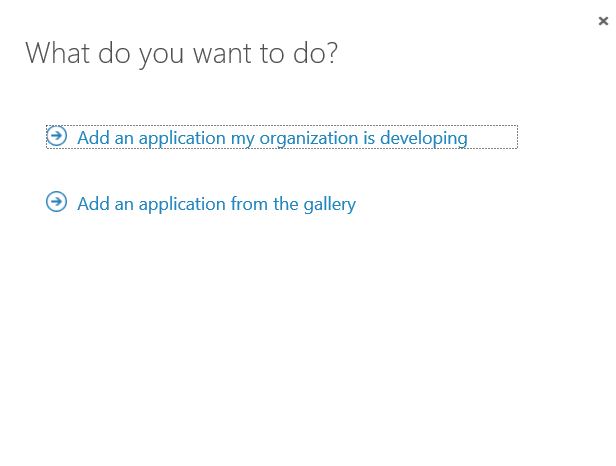 What do you want to do?
Add an application my organization is developing
Add an application from the gallery